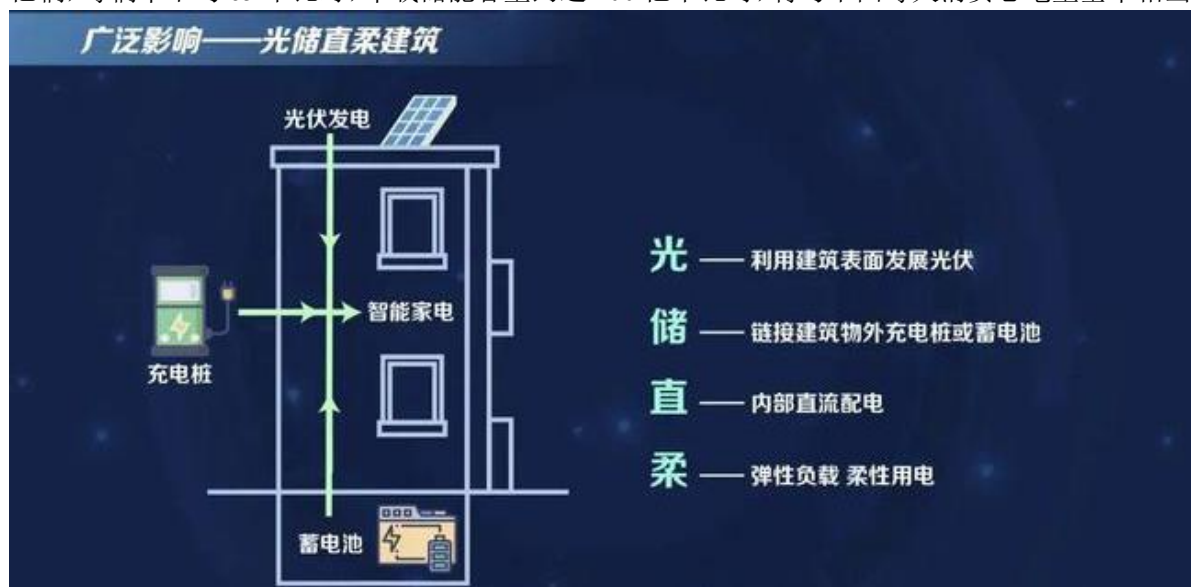 广泛影响——光储直柔建筑
光伏发电
智能家电
充电桩
蓄电池
光——利用建筑表面发展光伏
储——链接建筑物外充电桩或蓄电池
直——内部直流配电
柔——弹性负载 柔性用电